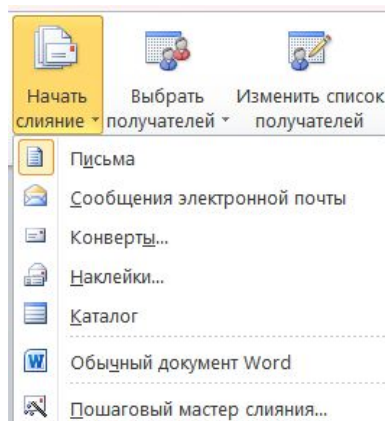 Начать Выбрать Изменить список
слияние получателей получателей
Письма
Сообщения электронной почты
Конверты...
Наклейки...
Каталог
Обычный документ Word
Пошаговый мастер слияния...